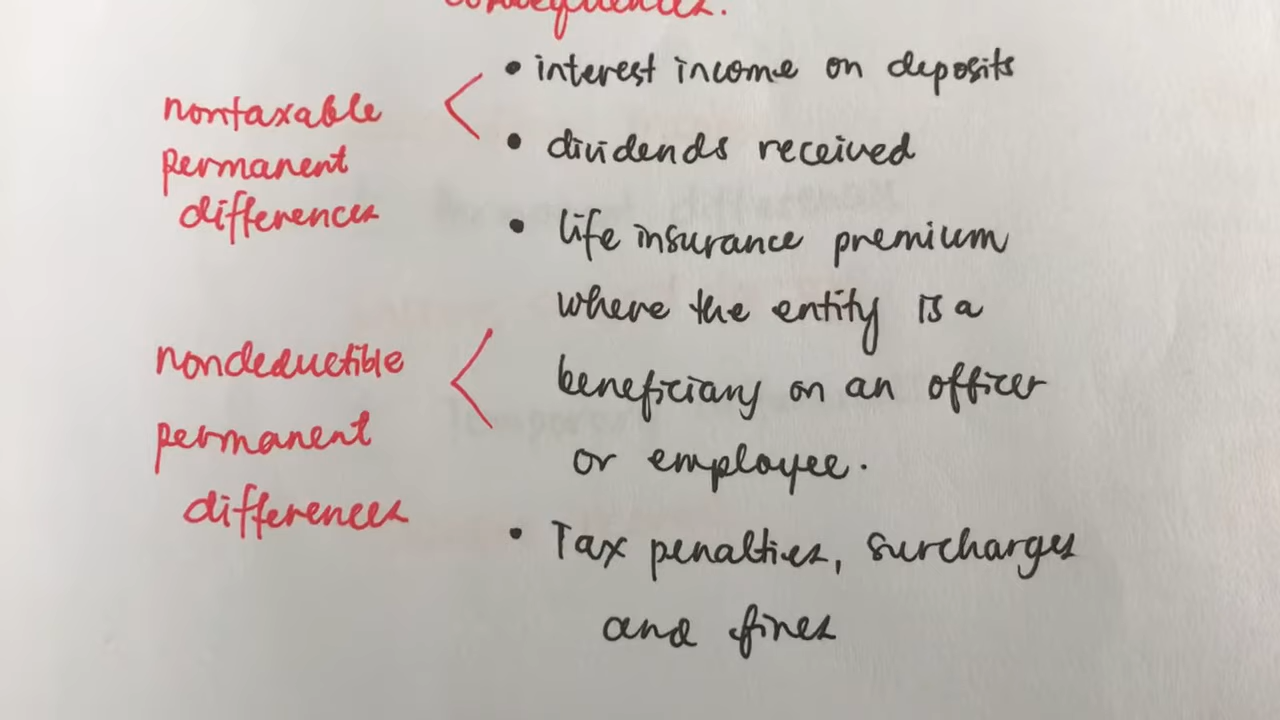 consequences.
• interest income on deposits
nontaxable
permanent
differences
• dividends received
• life insurance premium
where the entity is a
beneficiary on an officer
or employee.
nondeductible
permanent
differences
• Tax penalties, surcharges
and fines